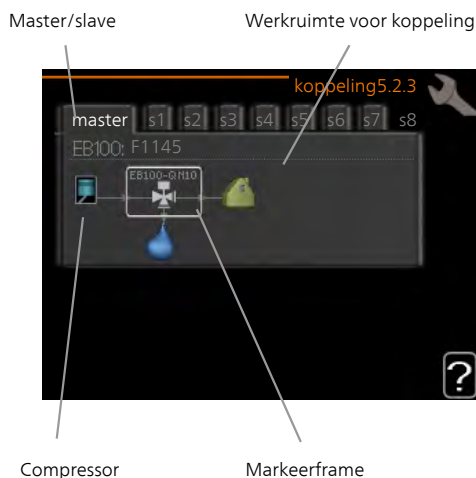 Master/slave
Werkruimte voor koppeling
koppeling5.2.3
master s1 s2 s3 s4 s5 s6 s7 s8
EB100: F1145
EB100-QN10
?
Compressor
Markeerframe